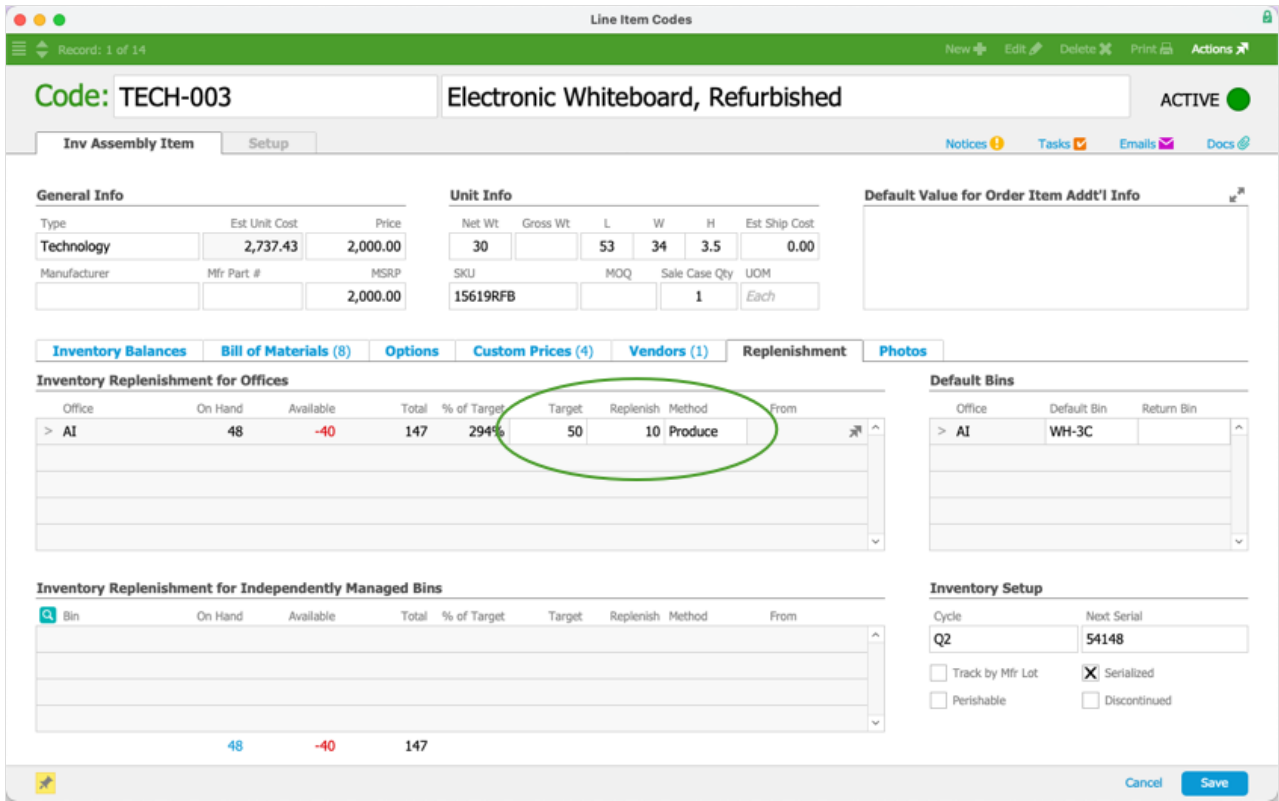 Line Item Codes
Record: 1 of 14 New Edit Delete Print Actions
Code: TECH-003 Electronic Whiteboard, Refurbished ACTIVE
Inv Assembly Item Setup Notices Tasks Emails Docs
General Info Unit Info Default Value for Order Item Addt'l Info
Type Est Unit Cost Price Net Wt Gross Wt L W H Est Ship Cost
Technology 2,737.43 2,000.00 30 53 34 3.5 0.00
Manufacturer Mfr Part # MSRP SKU MOQ Sale Case Qty UOM
2,000.00 15619RFB 1 Each
Inventory Balances Bill of Materials (8) Options Custom Prices (4) Vendors (1) Replenishment Photos
Inventory Replenishment for Offices Default Bins
Office On Hand Available Total % of Target Target Replenish Method From Office Default Bin Return Bin
> AI 48 -40 147 294% 50 10 Produce > AI WH-3C
Inventory Replenishment for Independently Managed Bins Inventory Setup
Bin On Hand Available Total % of Target Target Replenish Method From Cycle Next Serial
Q2 54148
Track by Mfr Lot X Serialized
Perishable Discontinued
48 -40 147
Cancel Save